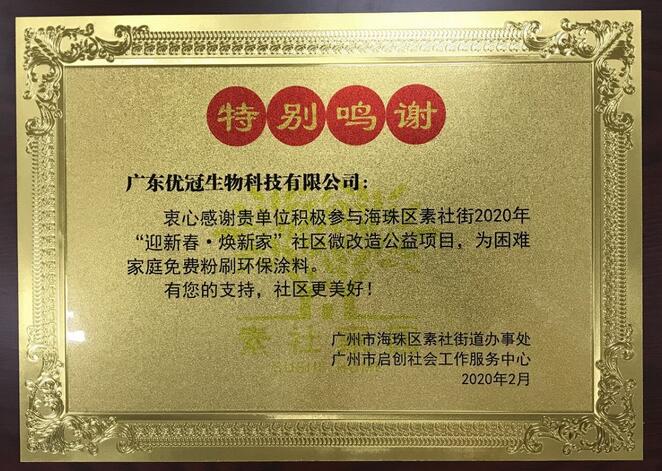 特别鸣谢
广东优冠生物科技有限公司：
衷心感谢贵单位积极参与海珠区素社街2020年
“迎新春·焕新家”社区微改造公益项目，为困难
家庭免费粉刷环保涂料。
有您的支持，社区更美好！
素社
广州市海珠区素社街道办事处
广州市启创社会工作服务中心
2020年2月